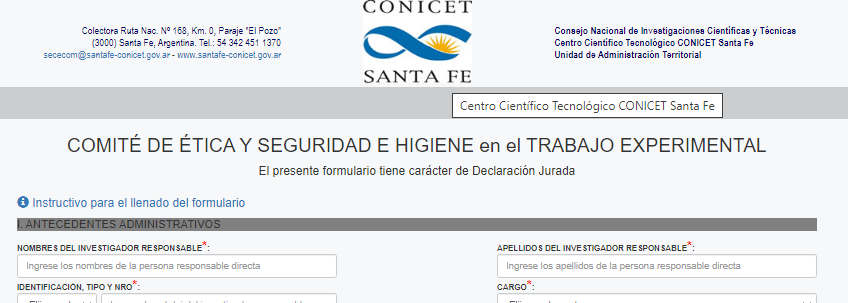 CONICET
SANTA FE
Colectora Ruta Nac. Nº 168, Km. 0, Paraje "El Pozo"
(3000) Santa Fe, Argentina. Tel.: 54 342 451 1370
sececom@santafe-conicet.gov.ar - www.santafe-conicet.gov.ar
Consejo Nacional de Investigaciones Científicas y Técnicas
Centro Científico Tecnológico CONICET Santa Fe
Unidad de Administración Territorial
Centro Científico Tecnológico CONICET Santa Fe
COMITÉ DE ÉTICA Y SEGURIDAD E HIGIENE en el TRABAJO EXPERIMENTAL
El presente formulario tiene carácter de Declaración Jurada
Instructivo para el llenado del formulario
I. ANTECEDENTES ADMINISTRATIVOS
NOMBRES DEL INVESTIGADOR RESPONSABLE*:
Ingrese los nombres de la persona responsable directa
APELLIDOS DEL INVESTIGADOR RESPONSABLE*:
Ingrese los apellidos de la persona responsable directa
IDENTIFICACIÓN, TIPO Y NRO*:
CARGO*: